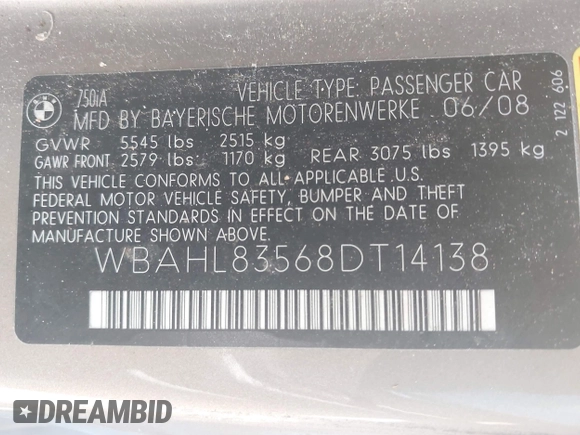 BMW
750iA VEHICLE TYPE: PASSENGER CAR
MFD BY BAYERISCHE MOTORENWERKE 06/08
GVWR 5545 lbs 2515 kg
GAWR FRONT 2579 lbs: 1170 kg REAR 3075 lbs 1395 kg
THIS VEHICLE CONFORMS TO ALL APPLICABLE U.S.
FEDERAL MOTOR VEHICLE SAFETY, BUMPER AND THEFT
PREVENTION STANDARDS IN EFFECT ON THE DATE OF
MANUFACTURE SHOWN ABOVE.
WBAHL83568DT14138
2 122 606
DREAMBID